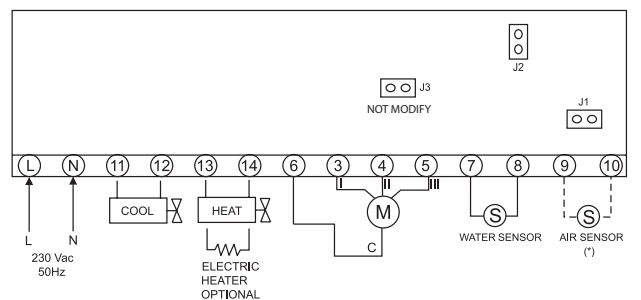 J2
J3
NOT MODIFY
J1
L N 11 12 13 14 6 3 4 5 7 8 9 10
I II III
COOL HEAT M S S
L N C
WATER SENSOR AIR SENSOR
(*)
230 Vac
50Hz
ELECTRIC
HEATER
OPTIONAL